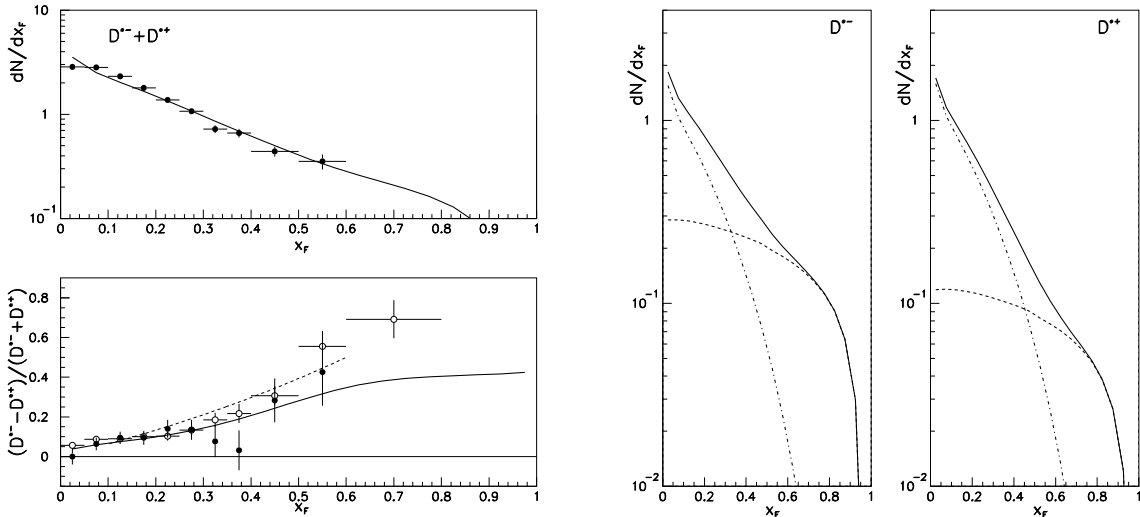 dN/dx_F
10
1
10⁻¹
D•⁻+D•⁺
0 0.1 0.2 0.3 0.4 0.5 0.6 0.7 0.8 0.9 1
x_F
(D•⁻−D•⁺)/(D•⁻+D•⁺)
0.8
0.6
0.4
0.2
0
0 0.1 0.2 0.3 0.4 0.5 0.6 0.7 0.8 0.9 1
x_F
dN/dx_F
D•⁻
1
10⁻¹
10⁻²
0 0.2 0.4 0.6 0.8 1
x_F
dN/dx_F
D•⁺
1
10⁻¹
10⁻²
0 0.2 0.4 0.6 0.8 1
x_F